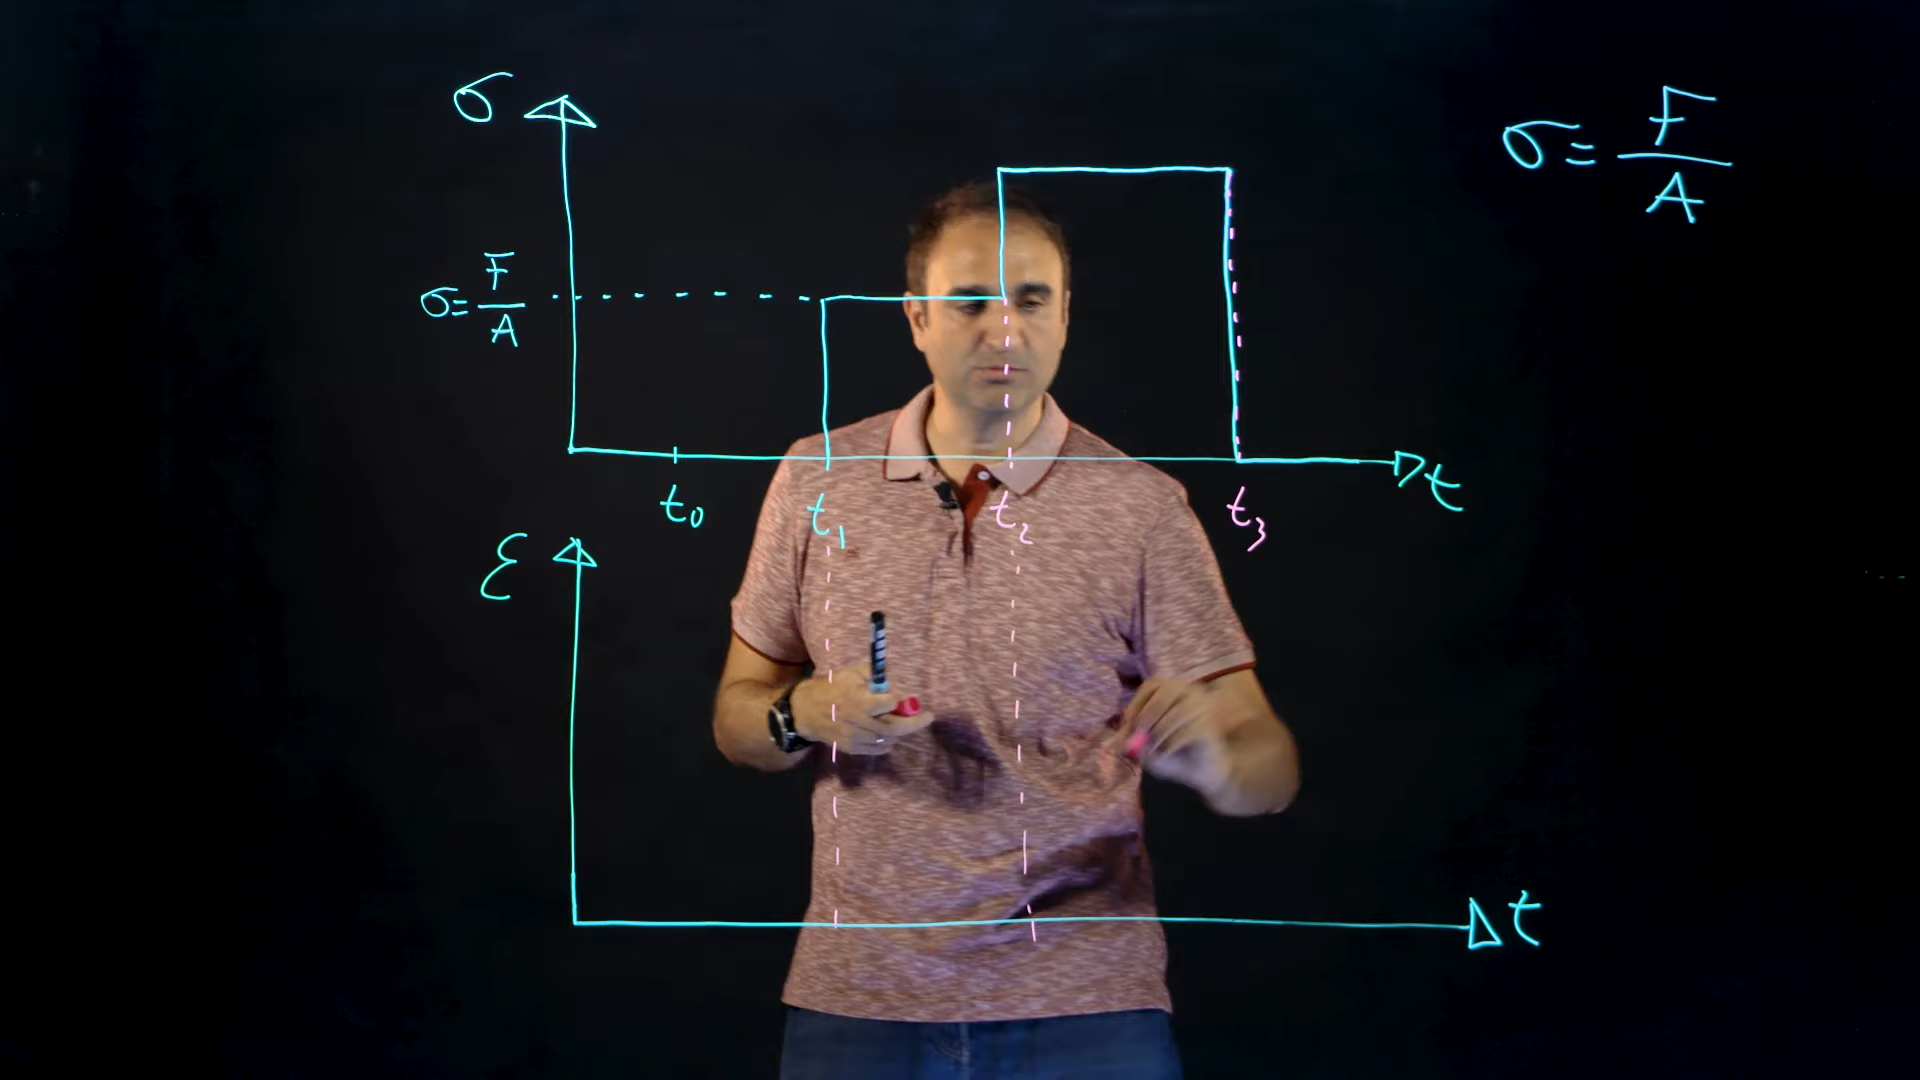 σ
σ = F/A
σ = F/A
t
t₀ t₁ t₂ t₃
ε
t